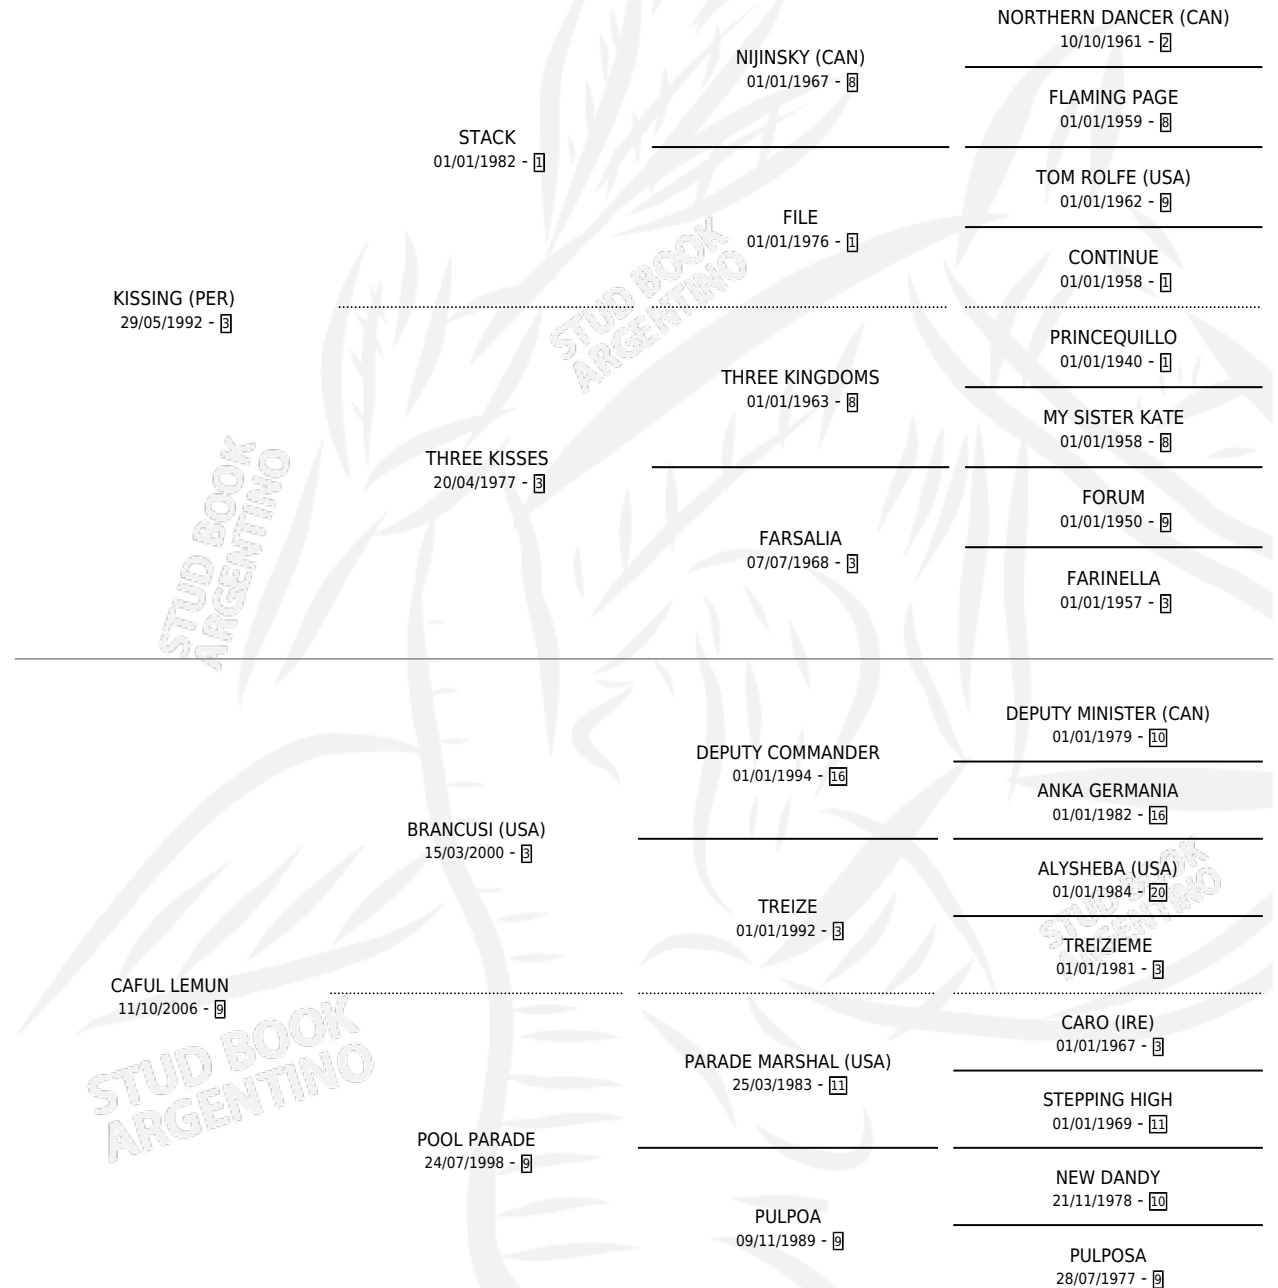 NORTHERN DANCER (CAN)
10/10/1961 - 2
NIJINSKY (CAN)
01/01/1967 - 8
FLAMING PAGE
01/01/1959 - 8
STACK
01/01/1982 - 1
TOM ROLFE (USA)
01/01/1962 - 9
FILE
01/01/1976 - 1
CONTINUE
01/01/1958 - 1
KISSING (PER)
29/05/1992 - 3
PRINCEQUILLO
01/01/1940 - 1
THREE KINGDOMS
01/01/1963 - 8
MY SISTER KATE
01/01/1958 - 8
THREE KISSES
20/04/1977 - 3
FORUM
01/01/1950 - 9
FARSALIA
07/07/1968 - 3
FARINELLA
01/01/1957 - 3
DEPUTY MINISTER (CAN)
01/01/1979 - 10
DEPUTY COMMANDER
01/01/1994 - 16
ANKA GERMANIA
01/01/1982 - 16
BRANCUSI (USA)
15/03/2000 - 3
ALYSHEBA (USA)
01/01/1984 - 20
TREIZE
01/01/1992 - 3
TREIZIEME
01/01/1981 - 3
CAFUL LEMUN
11/10/2006 - 9
CARO (IRE)
01/01/1967 - 3
PARADE MARSHAL (USA)
25/03/1983 - 11
STEPPING HIGH
01/01/1969 - 11
POOL PARADE
24/07/1998 - 9
NEW DANDY
21/11/1978 - 10
PULPOA
09/11/1989 - 9
PULPOSA
28/07/1977 - 9
STUD BOOK
ARGENTINO
STUD BOOK
ARGENTINO
STUD BOOK
ARGENTINO
STUD BOOK
ARGENTINO